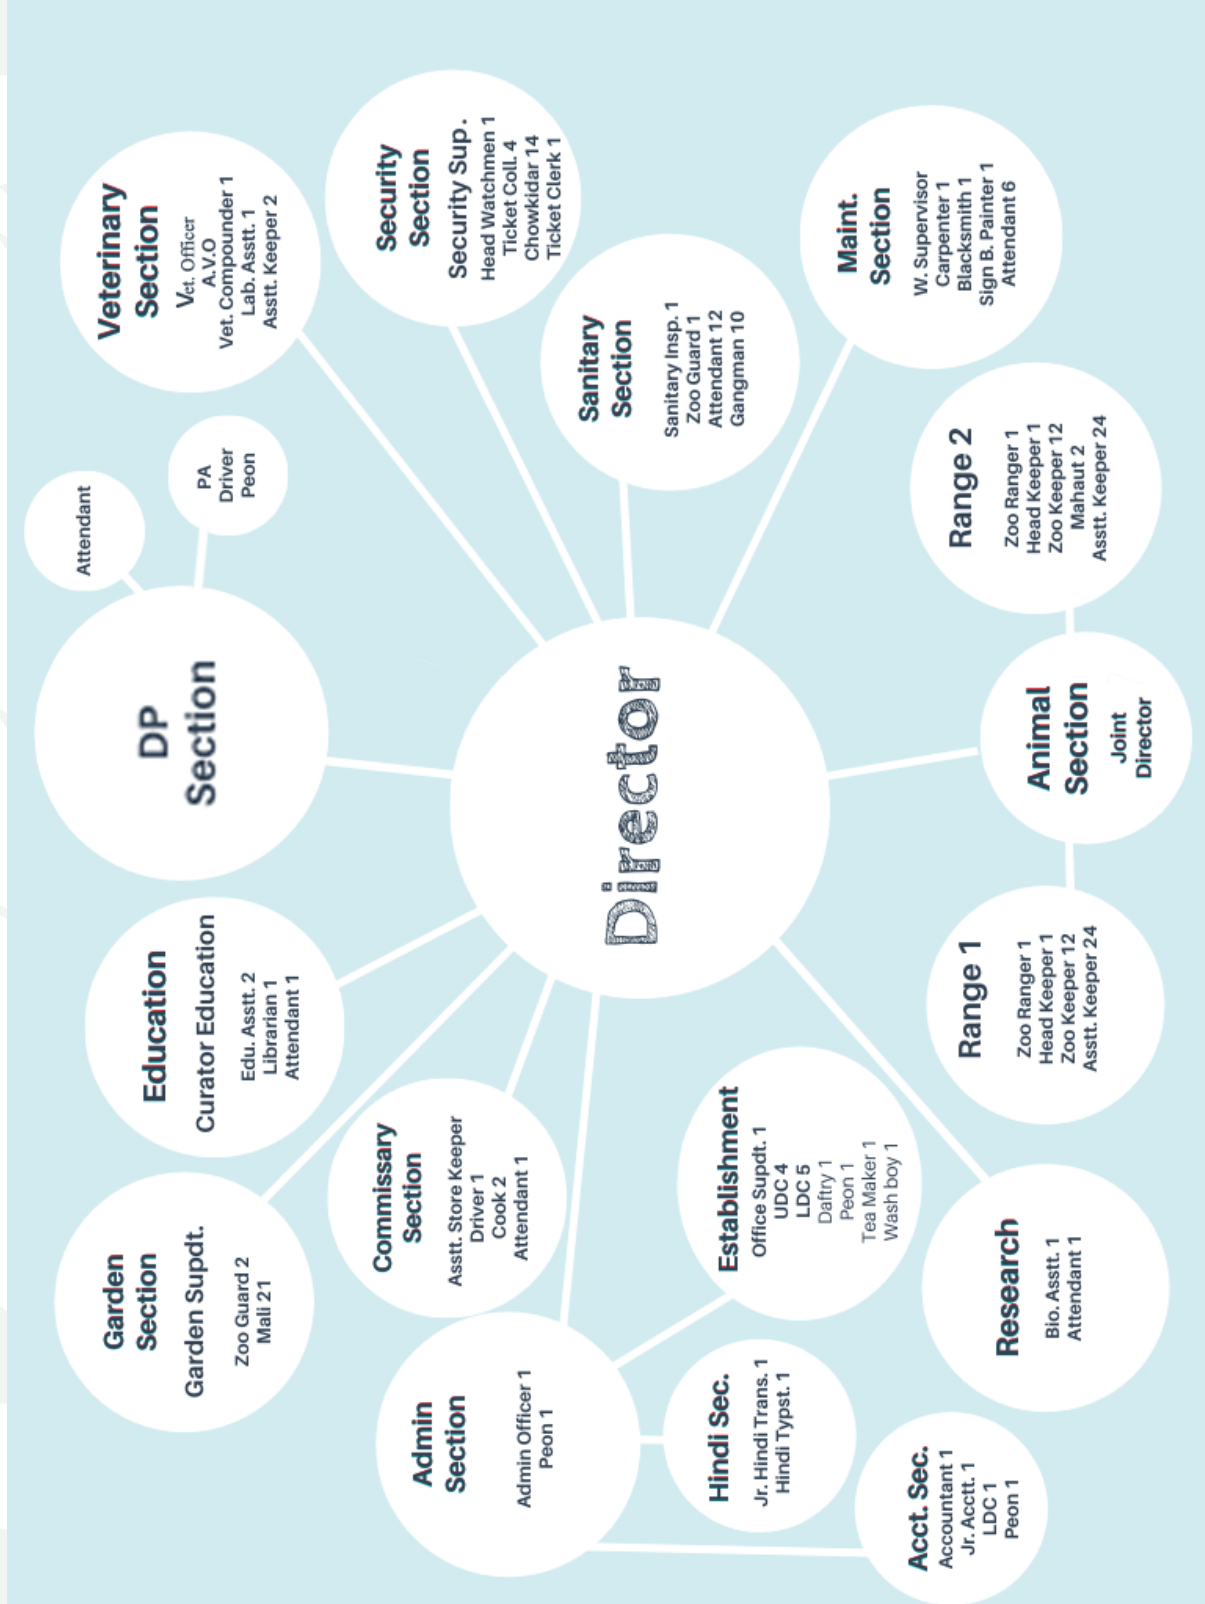 Garden
Section
Garden Supdt.
Zoo Guard 2
Mali 21
Education
Curator Education
Edu. Asstt. 2
Librarian 1
Attendant 1
DP
Section
Attendant
PA
Driver
Peon
Veterinary
Section
Vet. Officer
A.V.O
Vet. Compounder 1
Lab. Asstt. 1
Asstt. Keeper 2
Security
Section
Security Sup.
Head Watchmen 1
Ticket Coll. 4
Chowkidar 14
Ticket Clerk 1
Commissary
Section
Asstt. Store Keeper
Driver 1
Cook 2
Attendant 1
Admin
Section
Admin Officer 1
Peon 1
Director
Sanitary
Section
Sanitary Insp. 1
Zoo Guard 1
Attendant 12
Gangman 10
Establishment
Office Supdt. 1
UDC 4
LDC 5
Daftry 1
Peon 1
Tea Maker 1
Wash boy 1
Hindi Sec.
Jr. Hindi Trans. 1
Hindi Typst. 1
Maint.
Section
W. Supervisor
Carpenter 1
Blacksmith 1
Sign B. Painter 1
Attendant 6
Acct. Sec.
Accountant 1
Jr. Acctt. 1
LDC 1
Peon 1
Research
Bio. Asstt. 1
Attendant 1
Range 1
Zoo Ranger 1
Head Keeper 1
Zoo Keeper 12
Asstt. Keeper 24
Animal
Section
Joint
Director
Range 2
Zoo Ranger 1
Head Keeper 1
Zoo Keeper 12
Mahaut 2
Asstt. Keeper 24